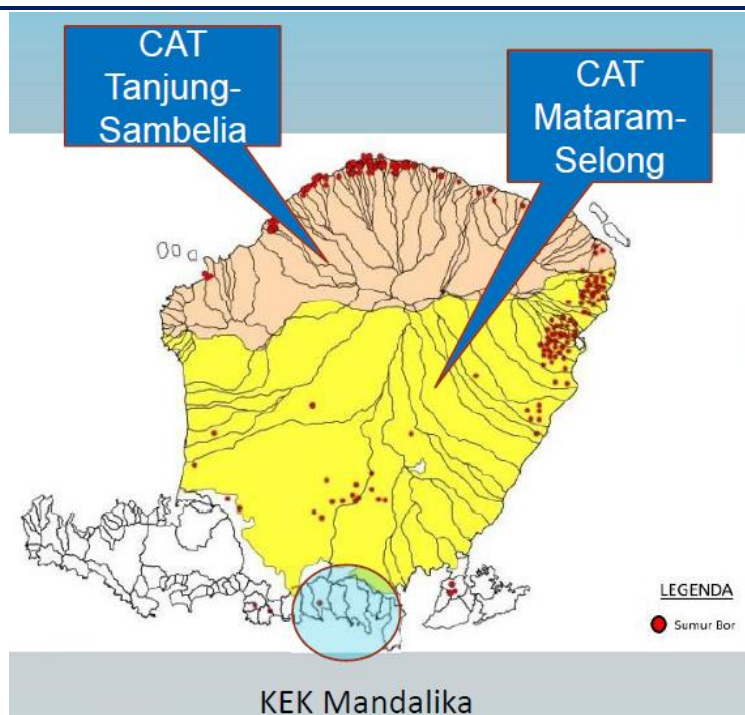 CAT
Tanjung-
Sambelia
CAT
Mataram-
Selong
LEGENDA
Sumur Bor
KEK Mandalika